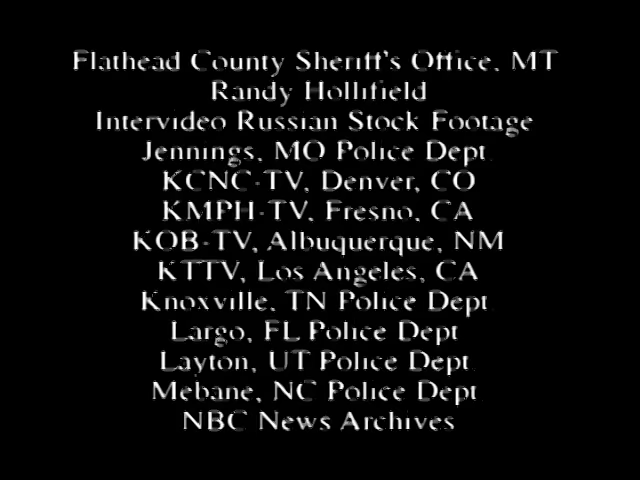 Flathead County Sheriff's Office, MT
Randy Hollifield
Intervideo Russian Stock Footage
Jennings, MO Police Dept.
KCNC-TV, Denver, CO
KMPH-TV, Fresno, CA
KOB-TV, Albuquerque, NM
KTTV, Los Angeles, CA
Knoxville, TN Police Dept.
Largo, FL Police Dept.
Layton, UT Police Dept.
Mebane, NC Police Dept.
NBC News Archives